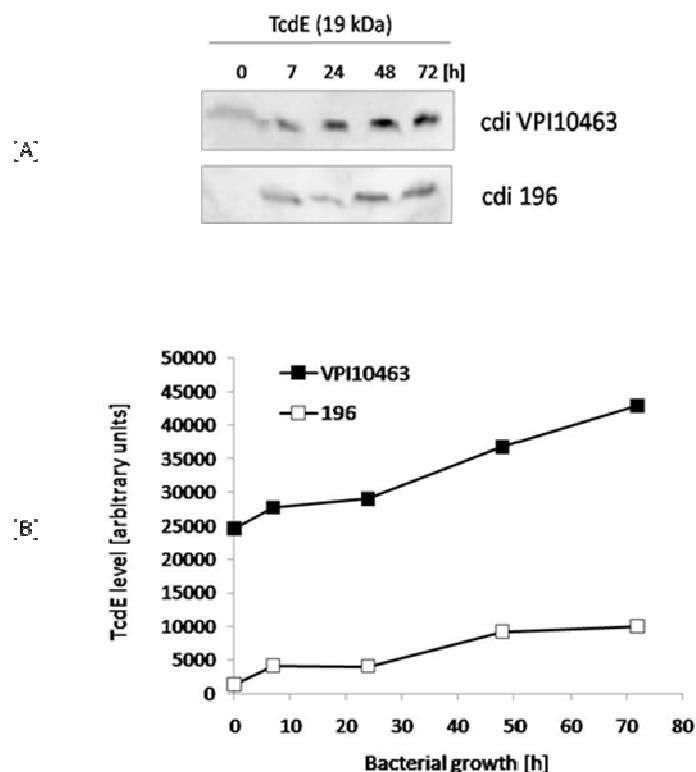 TcdE (19 kDa)
0 7 24 48 72 [h]
[A]
cdi VPI10463
cdi 196
[B]
TcdE level [arbitrary units]
50000
45000
40000
35000
30000
25000
20000
15000
10000
5000
0
VPI10463
196
0 10 20 30 40 50 60 70 80
Bacterial growth [h]